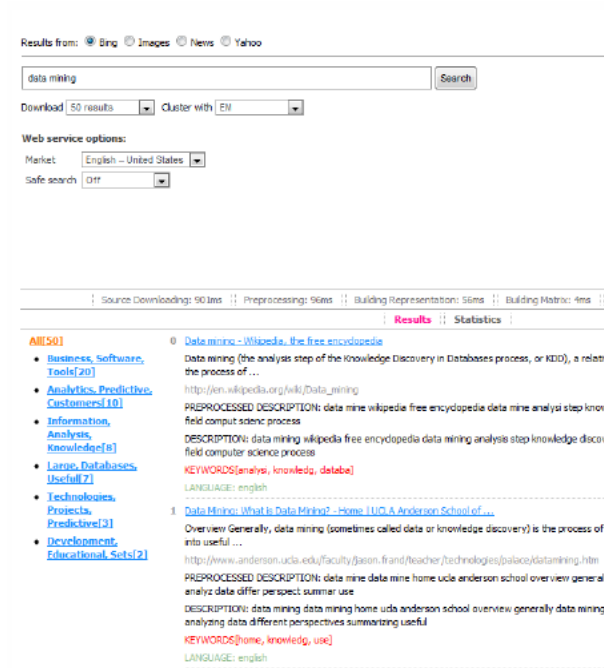 Results from: Bing Images News Yahoo
data mining Search
Download 50 results Cluster with EN
Web service options:
Market English – United States
Safe search Off
Source Downloading: 901ms Preprocessing: 96ms Building Representation: 56ms Building Matrix: 4ms
Results Statistics
All[50]
Business, Software,
Tools[20]
Analytics, Predictive,
Customers[10]
Information,
Analysis,
Knowledge[8]
Large, Databases,
Useful[7]
Technologies,
Projects,
Predictive[3]
Development,
Educational, Sets[2]
0 Data mining - Wikipedia, the free encyclopedia
Data mining (the analysis step of the Knowledge Discovery in Databases process, or KDD), a relati
the process of ...
http://en.wikipedia.org/wiki/Data_mining
PREPROCESSED DESCRIPTION: data mine wikipedia free encyclopedia data mine analysi step know
field comput scienc process
DESCRIPTION: data mining wikipedia free encyclopedia data mining analysis step knowledge disco
field computer science process
KEYWORDS[analysi, knowledg, databa]
LANGUAGE: english
1 Data Mining: What is Data Mining? - Home | UCLA Anderson School of ...
Overview Generally, data mining (sometimes called data or knowledge discovery) is the process of
into useful ...
http://www.anderson.ucla.edu/faculty/jason.frand/teacher/technologies/palace/datamining.htm
PREPROCESSED DESCRIPTION: data mine data mine home ucla anderson school overview general
analyz data differ perspect summar use
DESCRIPTION: data mining data mining home ucla anderson school overview generally data mining
analyzing data different perspectives summarizing useful
KEYWORDS[home, knowledg, use]
LANGUAGE: english